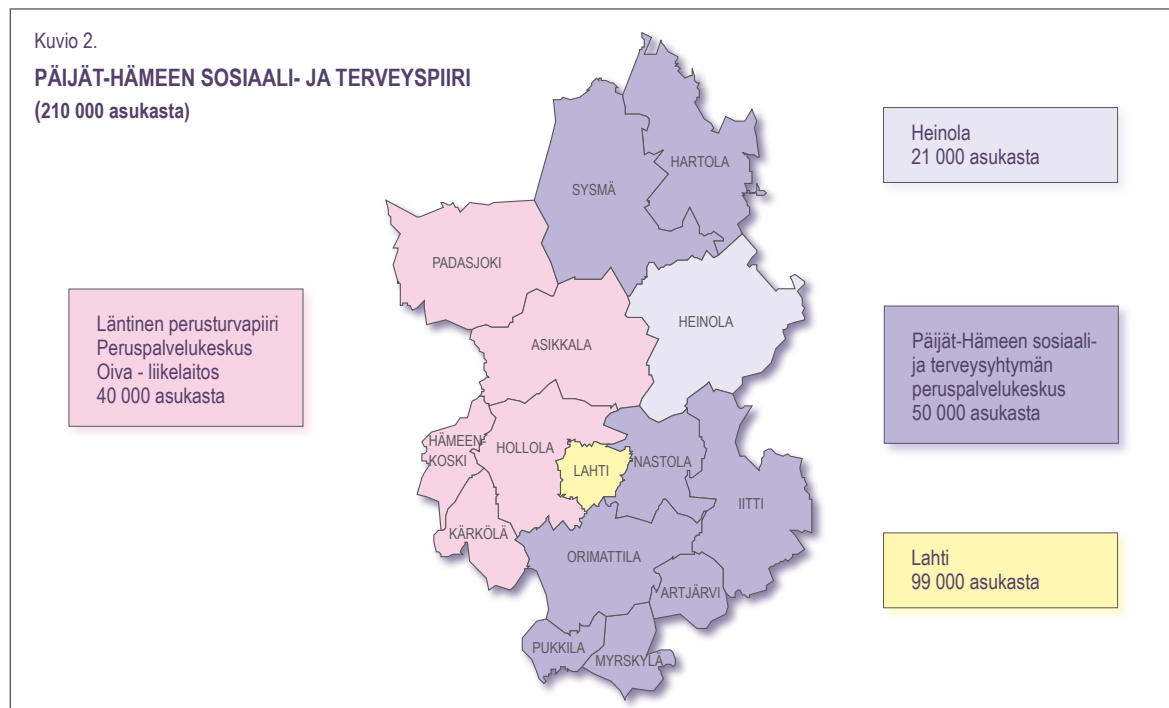 Kuvio 2.
PÄIJÄT-HÄMEEN SOSIAALI- JA TERVEYSPIIRI
(210 000 asukasta)
Heinola
21 000 asukasta
HARTOLA
SYSMÄ
PADASJOKI
Läntinen perusturvapiiri
Peruspalvelukeskus
Oiva - liikelaitos
40 000 asukasta
HEINOLA
ASIKKALA
Päijät-Hämeen sosiaali-
ja terveysyhtymän
peruspalvelukeskus
50 000 asukasta
HÄMEEN-
KOSKI
HOLLOLA
LAHTI
NASTOLA
IITTI
KÄRKÖLÄ
ORIMATTILA
ARTJÄRVI
Lahti
99 000 asukasta
PUKKILA
MYRSKYLÄ